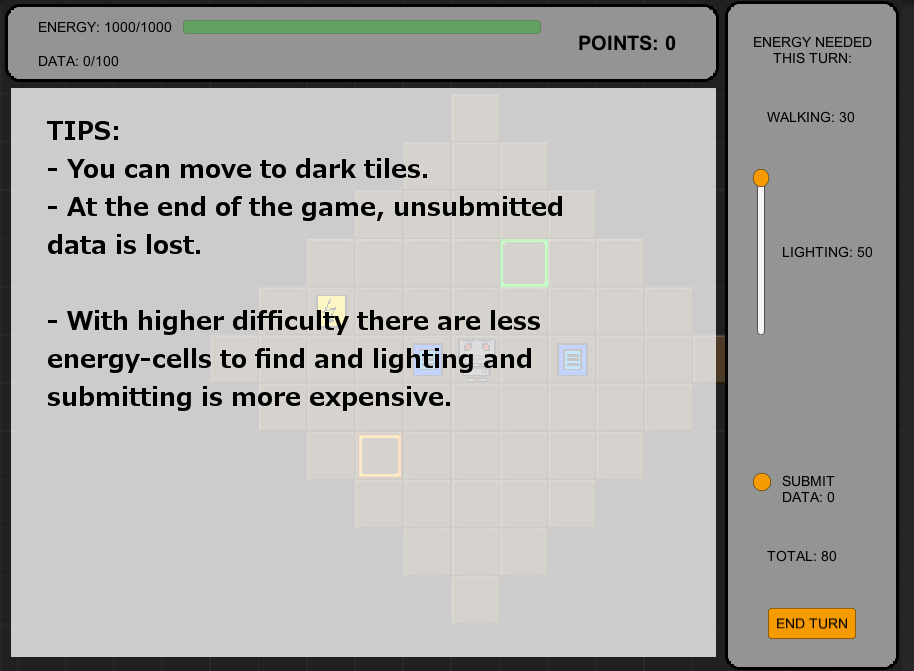 ENERGY: 1000/1000
DATA: 0/100
POINTS: 0
TIPS:
- You can move to dark tiles.
- At the end of the game, unsubmitted
data is lost.
- With higher difficulty there are less
energy-cells to find and lighting and
submitting is more expensive.
ENERGY NEEDED
THIS TURN:
WALKING: 30
LIGHTING: 50
SUBMIT
DATA: 0
TOTAL: 80
END TURN